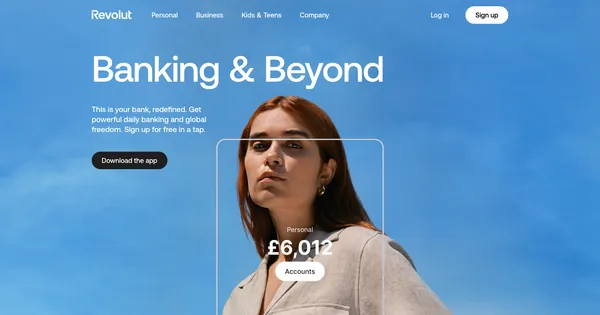 Revolut
Personal
Business
Kids & Teens
Company
Log in
Sign up
Banking & Beyond
This is your bank, redefined. Get
powerful daily banking and global
freedom. Sign up for free in a tap.
Download the app
Personal
£6,012
Accounts